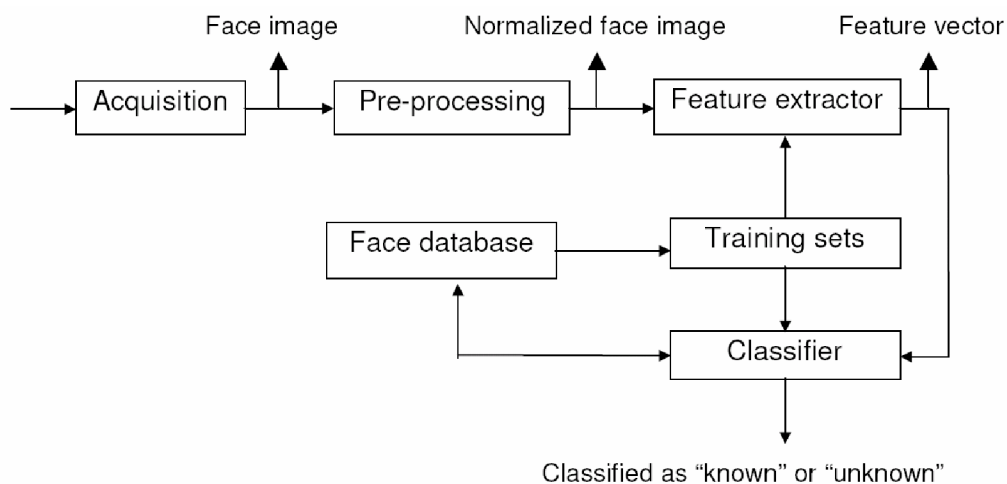 Face image
Normalized face image
Feature vector
Acquisition
Pre-processing
Feature extractor
Face database
Training sets
Classifier
Classified as “known” or “unknown”